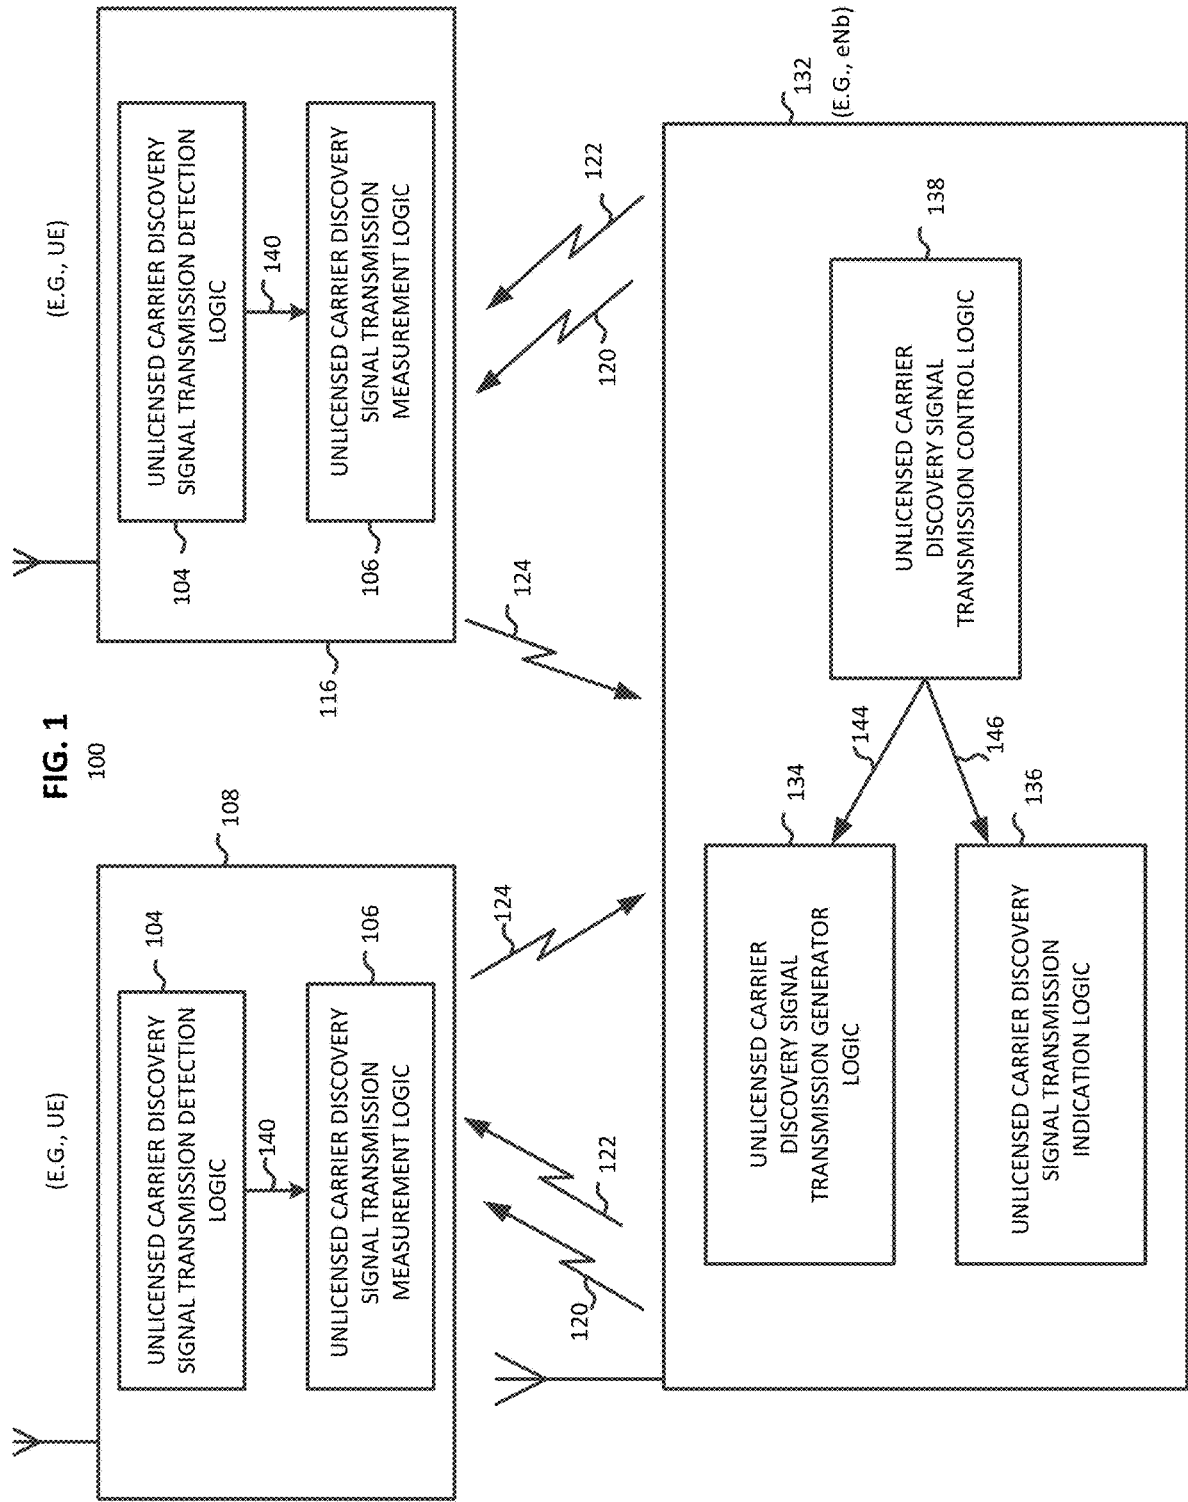 FIG. 1
100
(E.G., UE)
108
104
UNLICENSED CARRIER DISCOVERY
SIGNAL TRANSMISSION DETECTION
LOGIC
140
106
UNLICENSED CARRIER DISCOVERY
SIGNAL TRANSMISSION
MEASUREMENT LOGIC
(E.G., UE)
116
104
UNLICENSED CARRIER DISCOVERY
SIGNAL TRANSMISSION DETECTION
LOGIC
140
106
UNLICENSED CARRIER DISCOVERY
SIGNAL TRANSMISSION
MEASUREMENT LOGIC
120
122
124
124
120
122
132
(E.G., eNb)
134
UNLICENSED CARRIER
DISCOVERY SIGNAL
TRANSMISSION GENERATOR
LOGIC
144
138
UNLICENSED CARRIER
DISCOVERY SIGNAL
TRANSMISSION CONTROL LOGIC
146
136
UNLICENSED CARRIER DISCOVERY
SIGNAL TRANSMISSION
INDICATION LOGIC